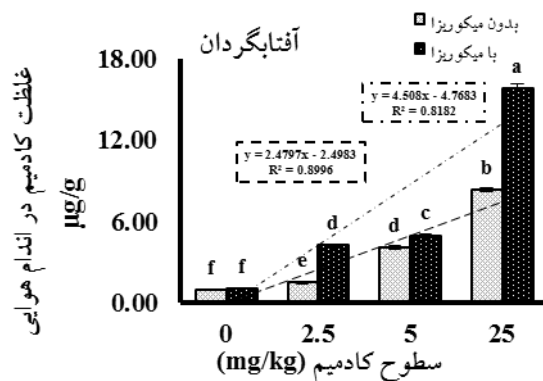 آفتابگردان
بدون میکوریزا
با میکوریزا
غلظت کادمیم در اندام هوایی
µg/g
18.00
12.00
6.00
0.00
y = 4.508x - 4.7683
R² = 0.8182
y = 2.4797x - 2.4983
R² = 0.8996
f f e d d c b a
0 2.5 5 25
سطوح کادمیم (mg/kg)